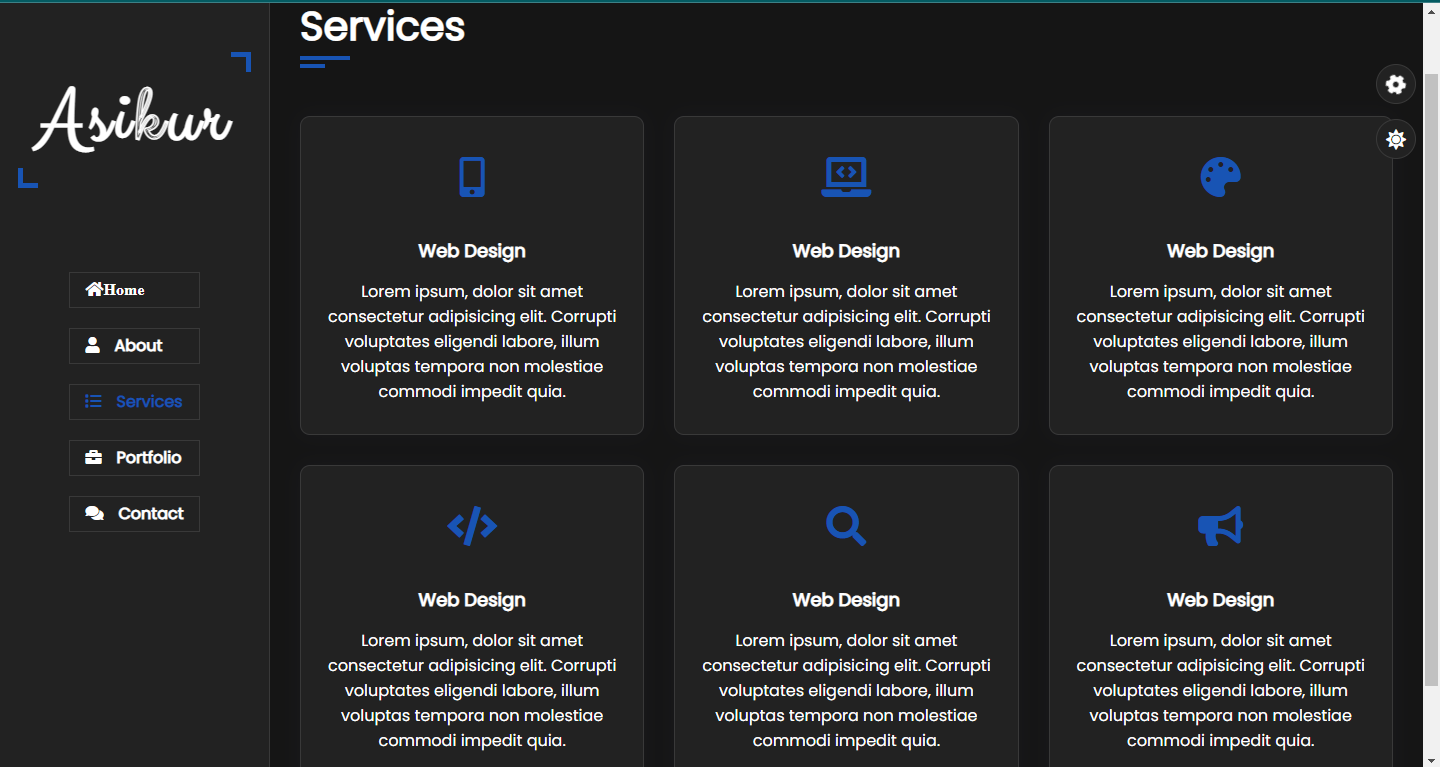 Services
Asikur
Home
About
Services
Portfolio
Contact
Web Design
Lorem ipsum, dolor sit amet
consectetur adipisicing elit. Corrupti
voluptates eligendi labore, illum
voluptas tempora non molestiae
commodi impedit quia.
Web Design
Lorem ipsum, dolor sit amet
consectetur adipisicing elit. Corrupti
voluptates eligendi labore, illum
voluptas tempora non molestiae
commodi impedit quia.
Web Design
Lorem ipsum, dolor sit amet
consectetur adipisicing elit. Corrupti
voluptates eligendi labore, illum
voluptas tempora non molestiae
commodi impedit quia.
Web Design
Lorem ipsum, dolor sit amet
consectetur adipisicing elit. Corrupti
voluptates eligendi labore, illum
voluptas tempora non molestiae
commodi impedit quia.
Web Design
Lorem ipsum, dolor sit amet
consectetur adipisicing elit. Corrupti
voluptates eligendi labore, illum
voluptas tempora non molestiae
commodi impedit quia.
Web Design
Lorem ipsum, dolor sit amet
consectetur adipisicing elit. Corrupti
voluptates eligendi labore, illum
voluptas tempora non molestiae
commodi impedit quia.